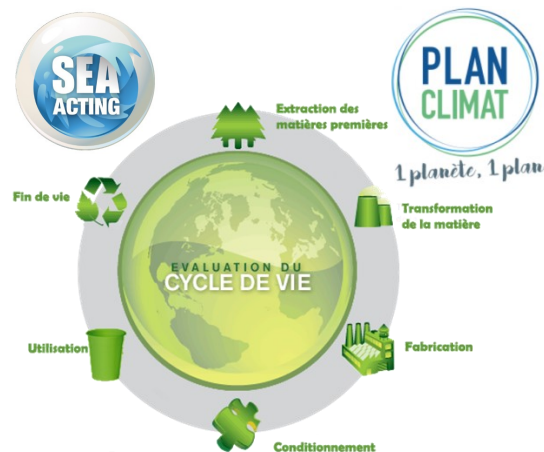 SEA
ACTING
PLAN
CLIMAT
1 planète, 1 plan
Extraction des
matières premières
Fin de vie
Transformation
de la matière
EVALUATION DU
CYCLE DE VIE
Utilisation
Fabrication
Conditionnement